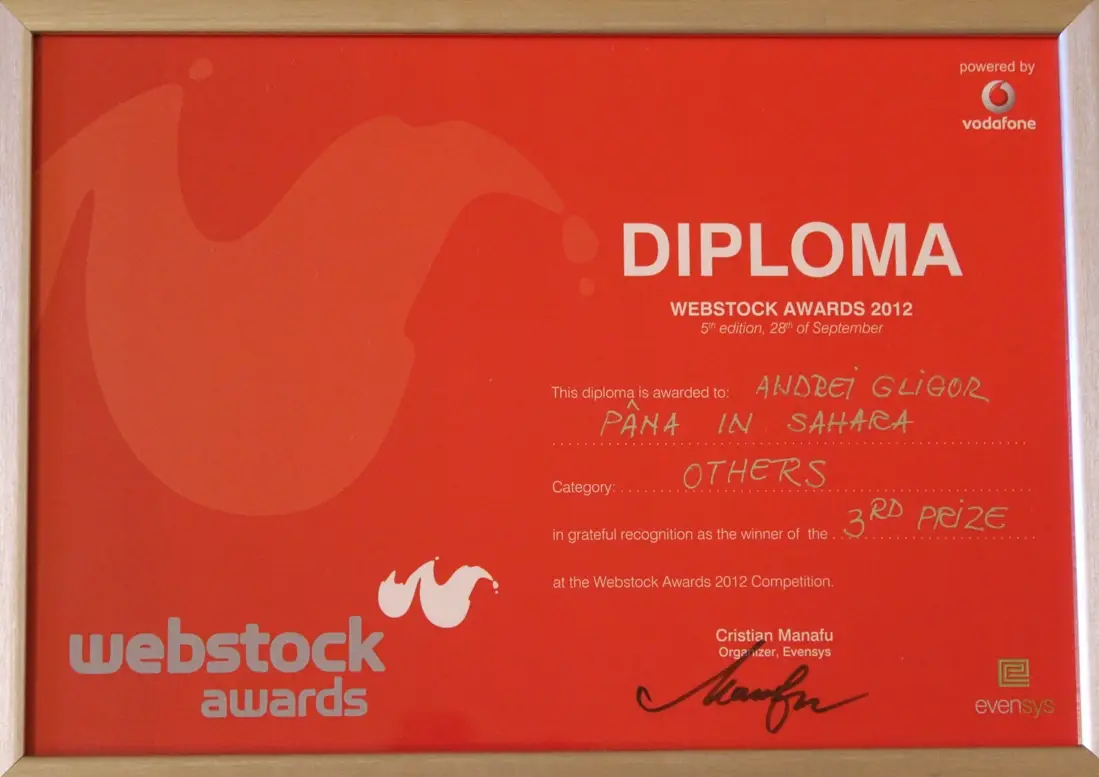 powered by
vodafone
DIPLOMA
WEBSTOCK AWARDS 2012
5th edition, 28th of September
This diploma is awarded to: ANDREI GLIGOR
PÂNA IN SAHARA
Category: OTHERS
in grateful recognition as the winner of the 3RD PRIZE
at the Webstock Awards 2012 Competition.
Cristian Manafu
Organizer, Evensys
Manafu
webstock
awards
evensys